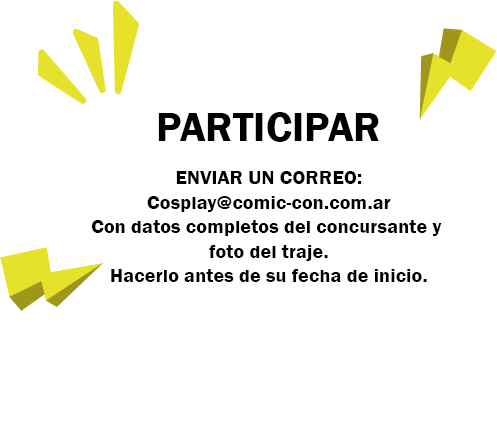 PARTICIPAR
ENVIAR UN CORREO:
Cosplay@comic-con.com.ar
Con datos completos del concursante y
foto del traje.
Hacerlo antes de su fecha de inicio.